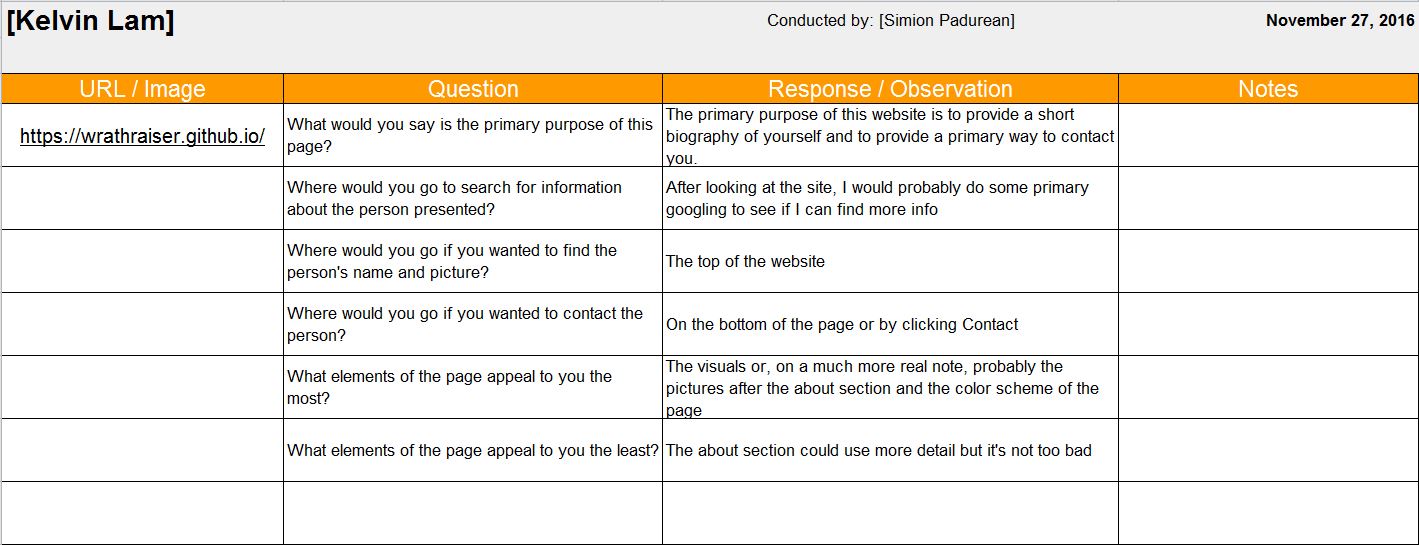 [Kelvin Lam] Conducted by: [Simion Padurean] November 27, 2016
URL / Image Question Response / Observation Notes
https://wrathraiser.github.io/
What would you say is the primary purpose of this
page?
The primary purpose of this website is to provide a short
biography of yourself and to provide a primary way to contact
you.
Where would you go to search for information
about the person presented?
After looking at the site, I would probably do some primary
googling to see if I can find more info
Where would you go if you wanted to find the
person's name and picture?
The top of the website
Where would you go if you wanted to contact the
person?
On the bottom of the page or by clicking Contact
What elements of the page appeal to you the
most?
The visuals or, on a much more real note, probably the
pictures after the about section and the color scheme of the
page
What elements of the page appeal to you the least?
The about section could use more detail but it's not too bad